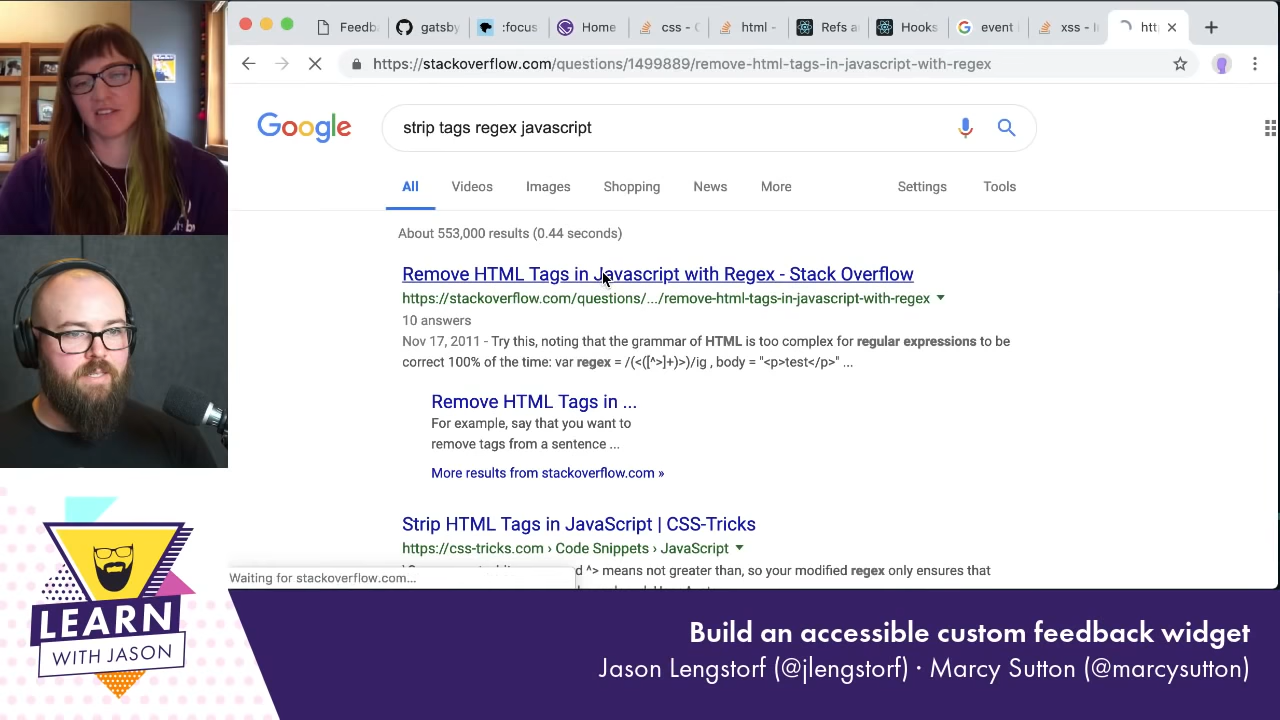 Feedb
gatsby
:focus
Home
css - C
html -
Refs a
Hooks
event
xss - I
htt
https://stackoverflow.com/questions/1499889/remove-html-tags-in-javascript-with-regex
Google
strip tags regex javascript
All
Videos
Images
Shopping
News
More
Settings
Tools
About 553,000 results (0.44 seconds)
Remove HTML Tags in Javascript with Regex - Stack Overflow
https://stackoverflow.com/questions/.../remove-html-tags-in-javascript-with-regex
10 answers
Nov 17, 2011 - Try this, noting that the grammar of HTML is too complex for regular expressions to be
correct 100% of the time: var regex = /(<([^>]+)>)/ig , body = "<p>test</p>" ...
Remove HTML Tags in ...
For example, say that you want to
remove tags from a sentence ...
More results from stackoverflow.com »
Strip HTML Tags in JavaScript | CSS-Tricks
https://css-tricks.com › Code Snippets › JavaScript
d ^> means not greater than, so your modified regex only ensures that
Waiting for stackoverflow.com...
LEARN
WITH JASON
Build an accessible custom feedback widget
Jason Lengstorf (@jlengstorf) · Marcy Sutton (@marcysutton)